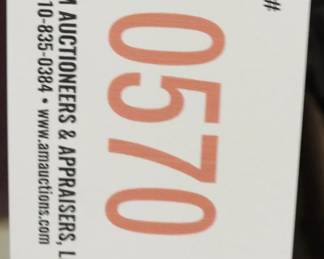 #
0570
M AUCTIONEERS & APPRAISERS, L
10-835-0384 • www.amauctions.com